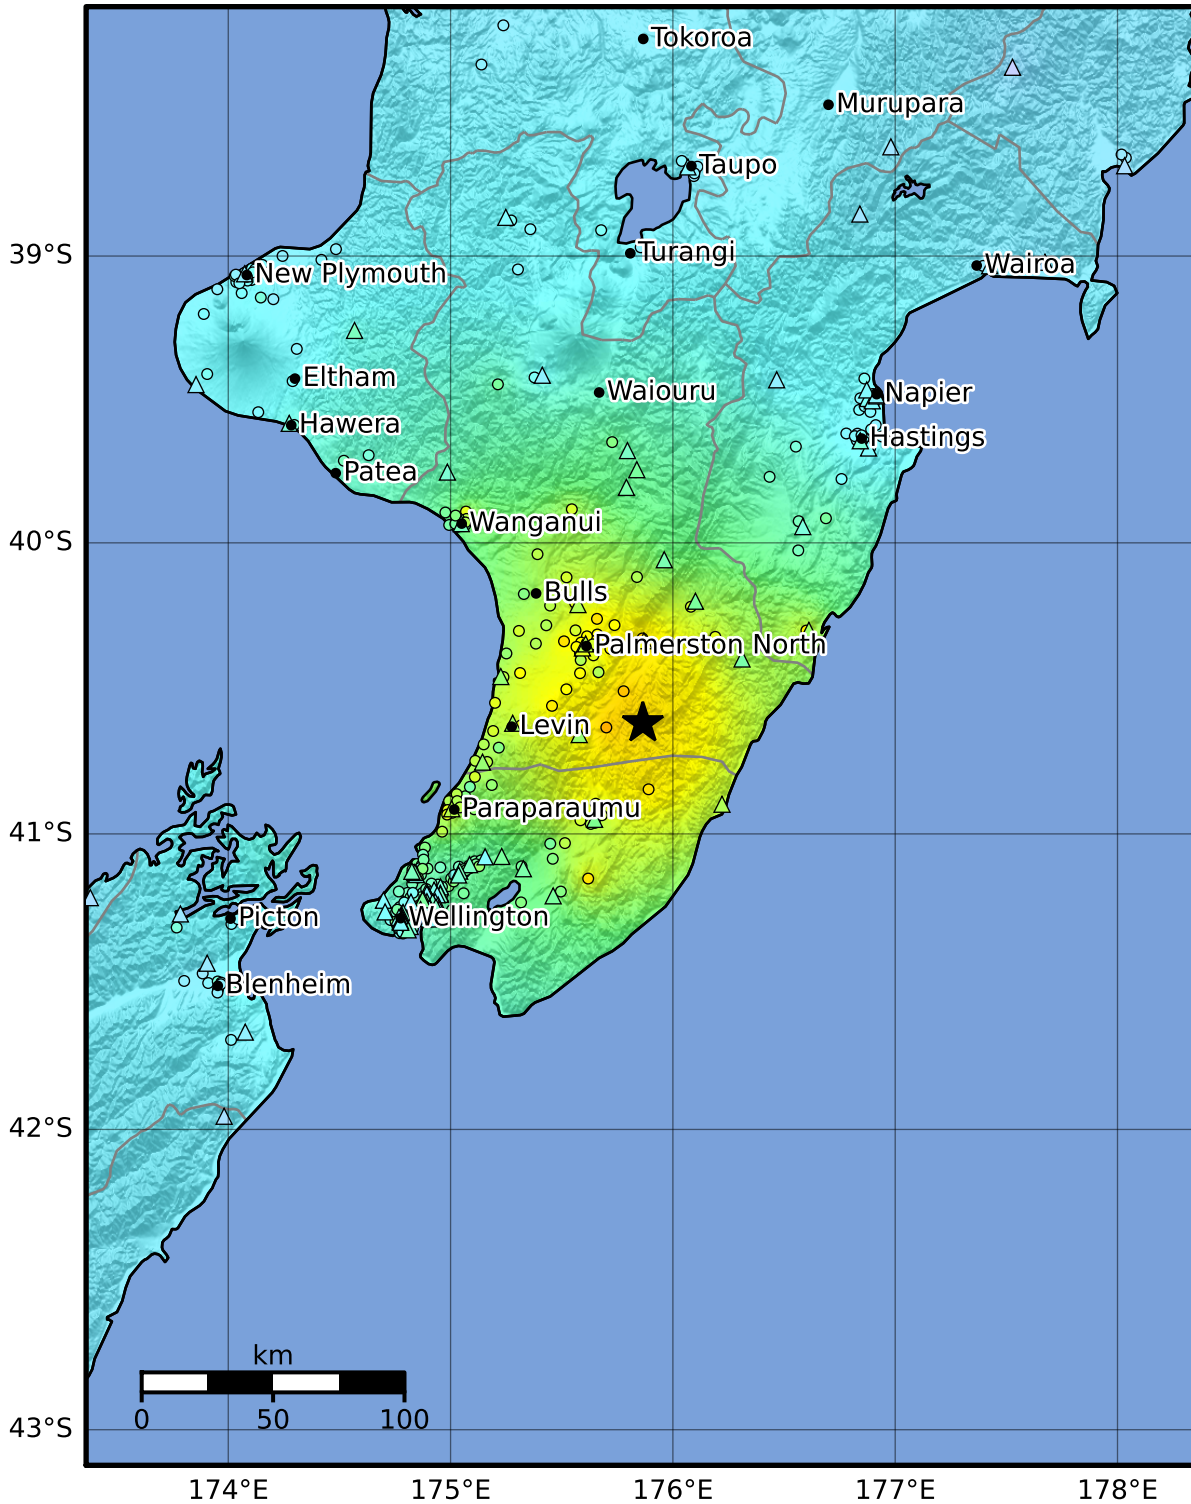 Tokoroa
Murupara
Taupo
39°S
Turangi
Wairoa
New Plymouth
Eltham
Waiouru
Napier
Hawera
Hastings
Patea
Wanganui
40°S
Bulls
Palmerston North
Levin
Paraparaumu
41°S
Picton
Wellington
Blenheim
42°S
km
0 50 100
43°S
174°E 175°E 176°E 177°E 178°E